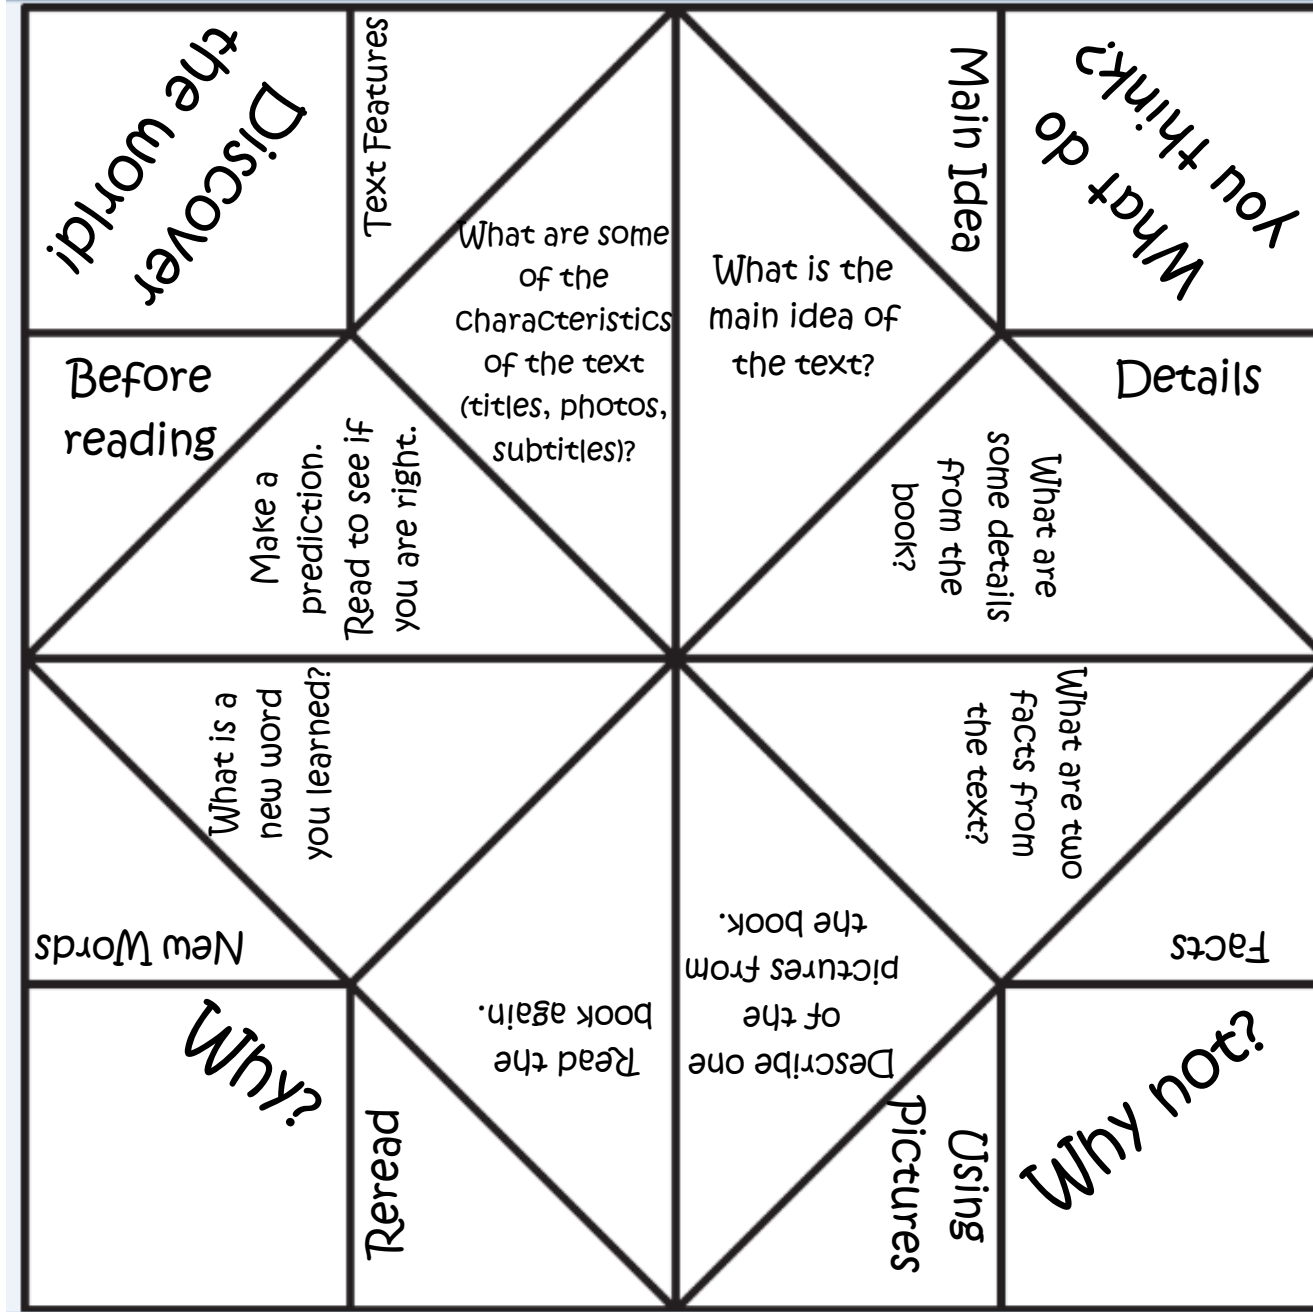 Discover
the world!
Text Features
Main Idea
What do
you think?
What are some
of the
characteristics
of the text
(titles, photos,
subtitles)?
What is the
main idea of
the text?
Before
reading
Make a
prediction.
Read to see if
you are right.
What are
some details
from the
book?
Details
What is a
new word
you learned?
What are two
facts from
the text?
New Words
Read the
book again.
Describe one
of the
pictures from
the book.
Facts
Why?
Reread
Using
Pictures
Why not?